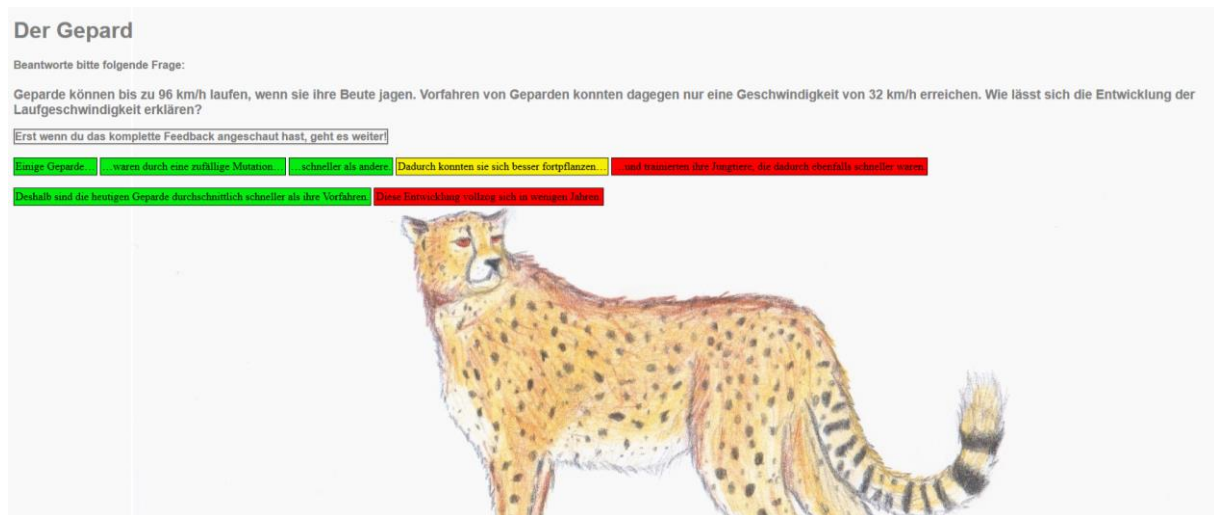 Der Gepard
Beantworte bitte folgende Frage:
Geparde können bis zu 96 km/h laufen, wenn sie ihre Beute jagen. Vorfahren von Geparden konnten dagegen nur eine Geschwindigkeit von 32 km/h erreichen. Wie lässt sich die Entwicklung der
Laufgeschwindigkeit erklären?
Erst wenn du das komplette Feedback angeschaut hast, geht es weiter!
Einige Geparde... ...waren durch eine zufällige Mutation... ...schneller als andere. Dadurch konnten sie sich besser fortpflanzen... ...und trainierten ihre Jungtiere, die dadurch ebenfalls schneller waren.
Deshalb sind die heutigen Geparde durchschnittlich schneller als ihre Vorfahren. Diese Entwicklung vollzog sich in wenigen Jahren.